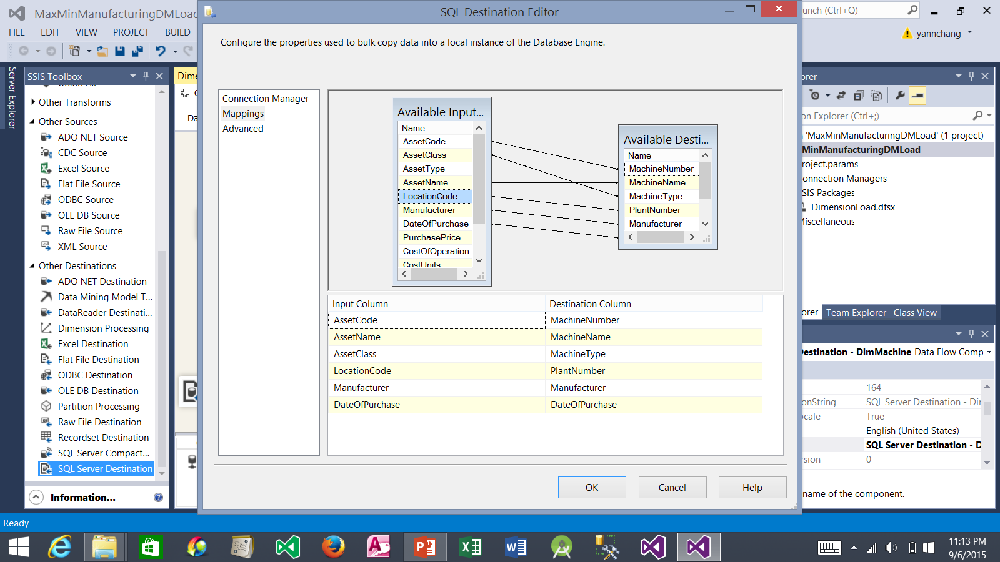 MaxMinManufacturingDMLoad
SQL Destination Editor
unch (Ctrl+Q)
FILE EDIT VIEW PROJECT BUILD
yannchang
Configure the properties used to bulk copy data into a local instance of the Database Engine.
Server Explorer
SSIS Toolbox
Other Transforms
Other Sources
ADO NET Source
CDC Source
Excel Source
Flat File Source
ODBC Source
OLE DB Source
Raw File Source
XML Source
Other Destinations
ADO NET Destination
Data Mining Model T...
DataReader Destinati...
Dimension Processing
Excel Destination
Flat File Destination
ODBC Destination
OLE DB Destination
Partition Processing
Raw File Destination
Recordset Destination
SQL Server Compact...
SQL Server Destination
Information...
Dime
Da
Connection Manager
Mappings
Advanced
Available Input...
Name
AssetCode
AssetClass
AssetType
AssetName
LocationCode
Manufacturer
DateOfPurchase
PurchasePrice
CostOfOperation
CostUnits
Available Desti...
Name
MachineNumber
MachineName
MachineType
PlantNumber
Manufacturer
Input Column Destination Column
AssetCode MachineNumber
AssetName MachineName
AssetClass MachineType
LocationCode PlantNumber
Manufacturer Manufacturer
DateOfPurchase DateOfPurchase
OK Cancel Help
orer
on Explorer (Ctrl+;)
'MaxMinManufacturingDMLoad' (1 project)
MinManufacturingDMLoad
roject.params
onnection Managers
SIS Packages
DimensionLoad.dtsx
iscellaneous
orer Team Explorer Class View
estination - DimMachine Data Flow Comp
164
onString SQL Server Destination - Di
cale True
English (United States)
SQL Server Destination - D
rsion 0
name of the component.
Ready
11:13 PM
9/6/2015